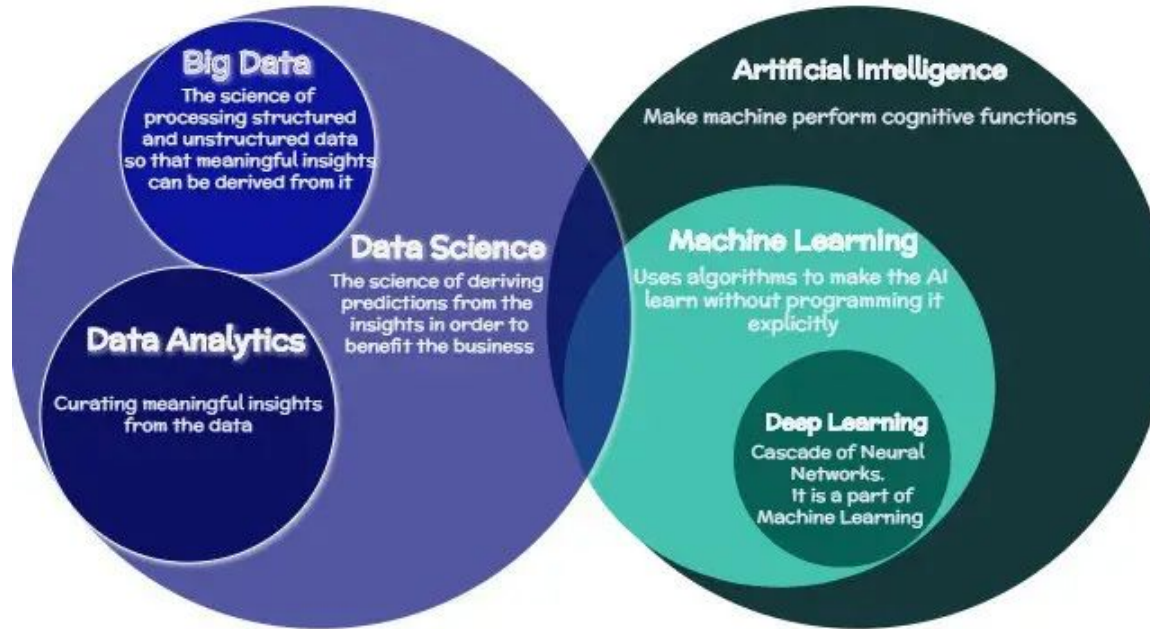 Big Data
The science of
processing structured
and unstructured data
so that meaningful insights
can be derived from it
Data Science
The science of deriving
predictions from the
insights in order to
benefit the business
Data Analytics
Curating meaningful insights
from the data
Artificial Intelligence
Make machine perform cognitive functions
Machine Learning
Uses algorithms to make the AI
learn without programming it
explicitly
Deep Learning
Cascade of Neural
Networks.
It is a part of
Machine Learning